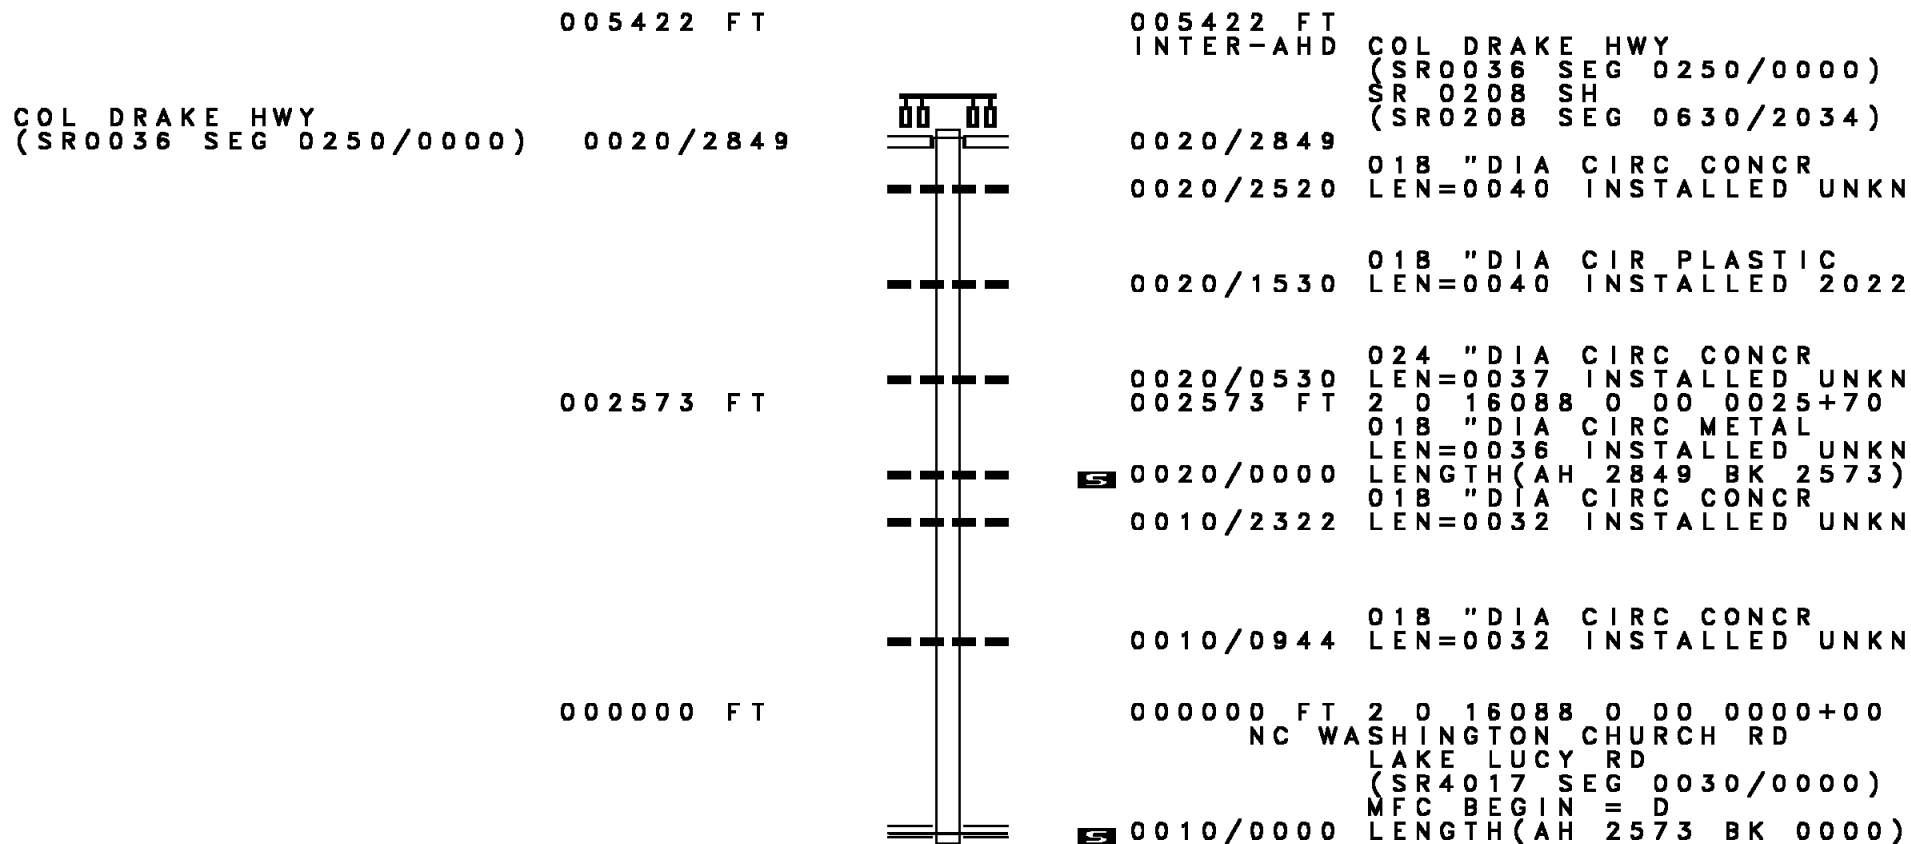 005422 FT 005422 FT
INTER-AHD COL DRAKE HWY
(SR0036 SEG 0250/0000)
SR 0208 SH
COL DRAKE HWY (SR0208 SEG 0630/2034)
(SR0036 SEG 0250/0000) 0020/2849 0020/2849
018 "DIA CIRC CONCR
0020/2520 LEN=0040 INSTALLED UNKN
018 "DIA CIR PLASTIC
0020/1530 LEN=0040 INSTALLED 2022
024 "DIA CIRC CONCR
0020/0530 LEN=0037 INSTALLED UNKN
002573 FT 002573 FT 2 0 16088 0 00 0025+70
018 "DIA CIRC METAL
LEN=0036 INSTALLED UNKN
S 0020/0000 LENGTH(AH 2849 BK 2573)
018 "DIA CIRC CONCR
0010/2322 LEN=0032 INSTALLED UNKN
018 "DIA CIRC CONCR
0010/0944 LEN=0032 INSTALLED UNKN
000000 FT 000000 FT 2 0 16088 0 00 0000+00
NC WASHINGTON CHURCH RD
LAKE LUCY RD
(SR4017 SEG 0030/0000)
MFC BEGIN = D
S 0010/0000 LENGTH(AH 2573 BK 0000)